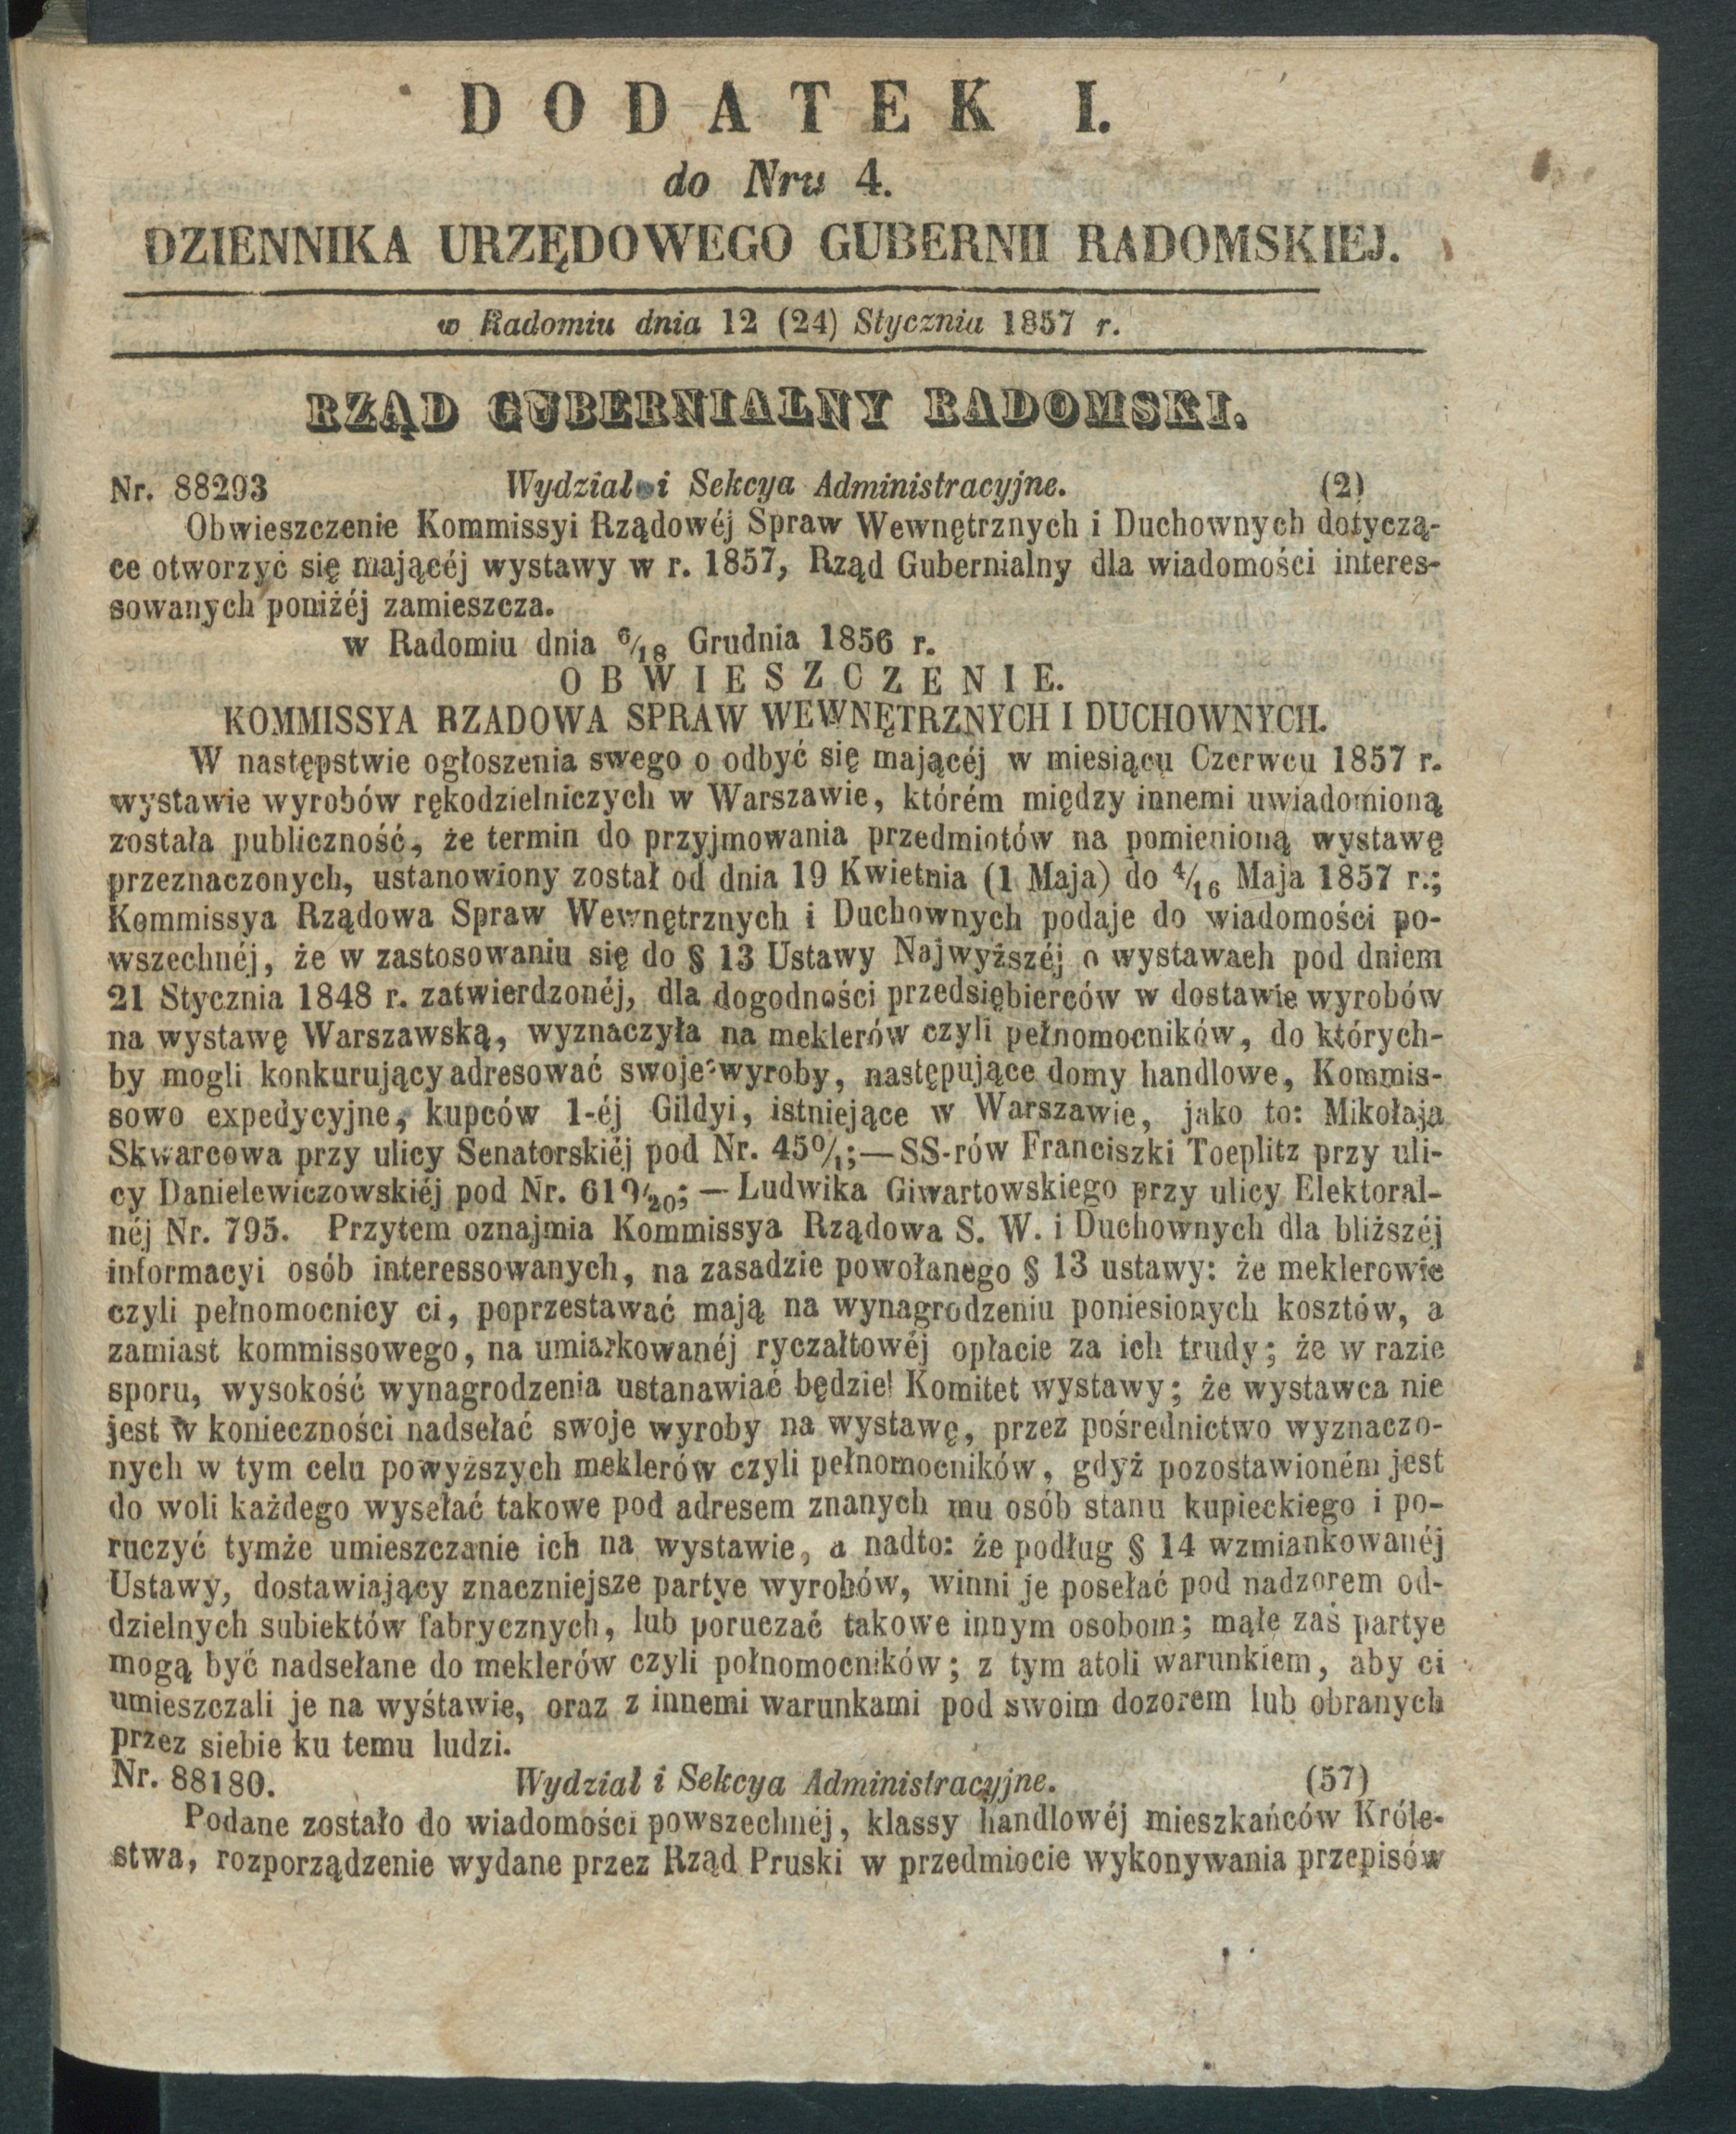 DODATEK I.
do Nru 4.
DZIENNIKA URZĘDOWEGO GUBERNII RADOMSKIEJ.
w Radomiu dnia 12 (24) Stycznia 1857 r.
RZĄD GUBERNIALNY RADOMSKI.
Nr. 88293 Wydział i Sekcya Administracyjne. (2)
Obwieszczenie Kommissyi Rządowéj Spraw Wewnętrznych i Duchownych dotyczą-
ce otworzyć się mającéj wystawy w r. 1857, Rząd Gubernialny dla wiadomości interes-
sowanych poniżéj zamieszcza.
w Radomiu dnia 6/18 Grudnia 1856 r.
OBWIESZCZENIE.
KOMMISSYA RZADOWA SPRAW WEWNĘTRZNYCH I DUCHOWNYCH.
W następstwie ogłoszenia swego o odbyć się mającéj w miesiącu Czerwcu 1857 r.
wystawie wyrobów rękodzielniczych w Warszawie, którém między innemi uwiadomioną
została publiczność, że termin do przyjmowania przedmiotów na pomienioną wystawę
przeznaczonych, ustanowiony został od dnia 19 Kwietnia (1 Maja) do 4/16 Maja 1857 r.;
Kommissya Rządowa Spraw Wewnętrznych i Duchownych podaje do wiadomości po-
wszechnéj, że w zastosowaniu się do § 13 Ustawy Najwyższéj o wystawach pod dniem
21 Stycznia 1848 r. zatwierdzonéj, dla dogodności przedsiębierców w dostawie wyrobów
na wystawę Warszawską, wyznaczyła na meklerów czyli pełnomocników, do których-
by mogli konkurujący adresować swoje wyroby, następujące domy handlowe, Kommis-
sowo expedycyjne, kupców 1-éj Gildyi, istniejące w Warszawie, jako to: Mikołaja
Skwarcowa przy ulicy Senatorskiéj pod Nr. 450/1;—SS-rów Franciszki Toeplitz przy uli-
cy Danielewiczowskiéj pod Nr. 619/20; — Ludwika Giwartowskiego przy ulicy Elektoral-
néj Nr. 795. Przytem oznajmia Kommissya Rządowa S. W. i Duchownych dla bliższéj
informacyi osób interessowanych, na zasadzie powołanego § 13 ustawy: że meklerowie
czyli pełnomocnicy ci, poprzestawać mają na wynagrodzeniu poniesionych kosztów, a
zamiast kommissowego, na umiarkowanéj ryczałtowéj opłacie za ich trudy; że w razie
sporu, wysokość wynagrodzenia ustanawiać będzie! Komitet wystawy; że wystawca nie
jest w konieczności nadsełać swoje wyroby na wystawę, przez pośrednictwo wyznaczo-
nych w tym celu powyższych meklerów czyli pełnomocników, gdyż pozostawioném jest
do woli każdego wysełać takowe pod adresem znanych mu osób stanu kupieckiego i po-
ruczyć tymże umieszczanie ich na wystawie, a nadto: że podług § 14 wzmiankowanéj
Ustawy, dostawiający znaczniejsze partye wyrobów, winni je posełać pod nadzorem od-
dzielnych subiektów fabrycznych, lub poruczać takowe innym osobom; małe zaś partye
mogą być nadsełane do meklerów czyli połnomocników; z tym atoli warunkiem, aby ci
umieszczali je na wystawie, oraz z innemi warunkami pod swoim dozorem lub obranych
przez siebie ku temu ludzi.
Nr. 88180. Wydział i Sekcya Administracyjne. (57)
Podane zostało do wiadomości powszechnéj, klassy handlowéj mieszkańców Króle-
stwa, rozporządzenie wydane przez Rząd Pruski w przedmiocie wykonywania przepisów